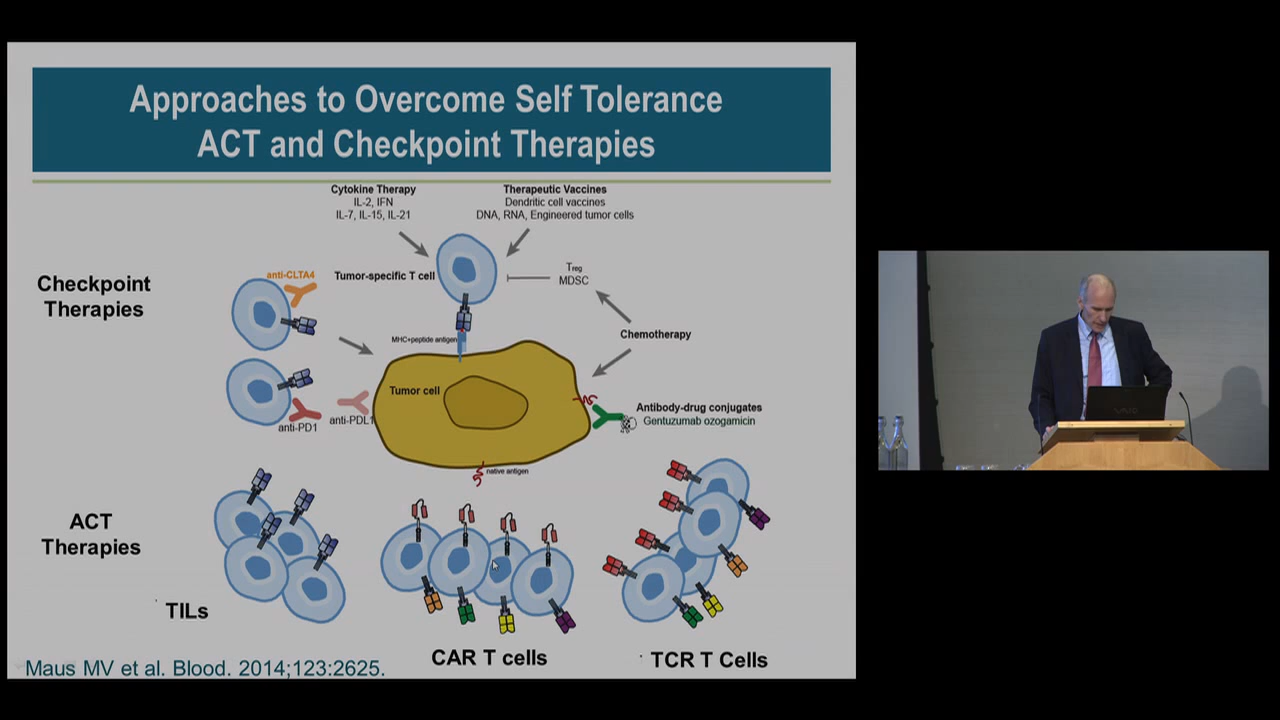 Approaches to Overcome Self Tolerance
ACT and Checkpoint Therapies
Cytokine Therapy
IL-2, IFN
IL-7, IL-15, IL-21
Therapeutic Vaccines
Dendritic cell vaccines
DNA, RNA, Engineered tumor cells
Checkpoint
Therapies
anti-CLTA4
Tumor-specific T cell
Treg
MDSC
MHC+peptide antigen
Chemotherapy
Tumor cell
anti-PD1
anti-PDL1
Antibody-drug conjugates
Gentuzumab ozogamicin
native antigen
ACT
Therapies
TILs
CAR T cells
TCR T Cells
Maus MV et al. Blood. 2014;123:2625.
VAIO